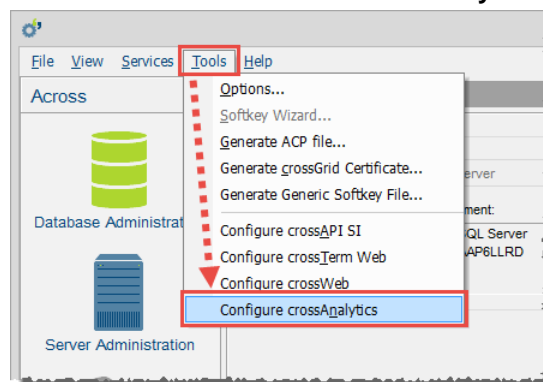 File View Services Tools Help
Across
Options...
Softkey Wizard...
Generate ACP file...
Generate crossGrid Certificate...
Generate Generic Softkey File...
Configure crossAPI SI
Configure crossTerm Web
Configure crossWeb
Configure crossAnalytics
Database Administrat
Server Administration
erver
ment:
QL Server
AP6LLRD